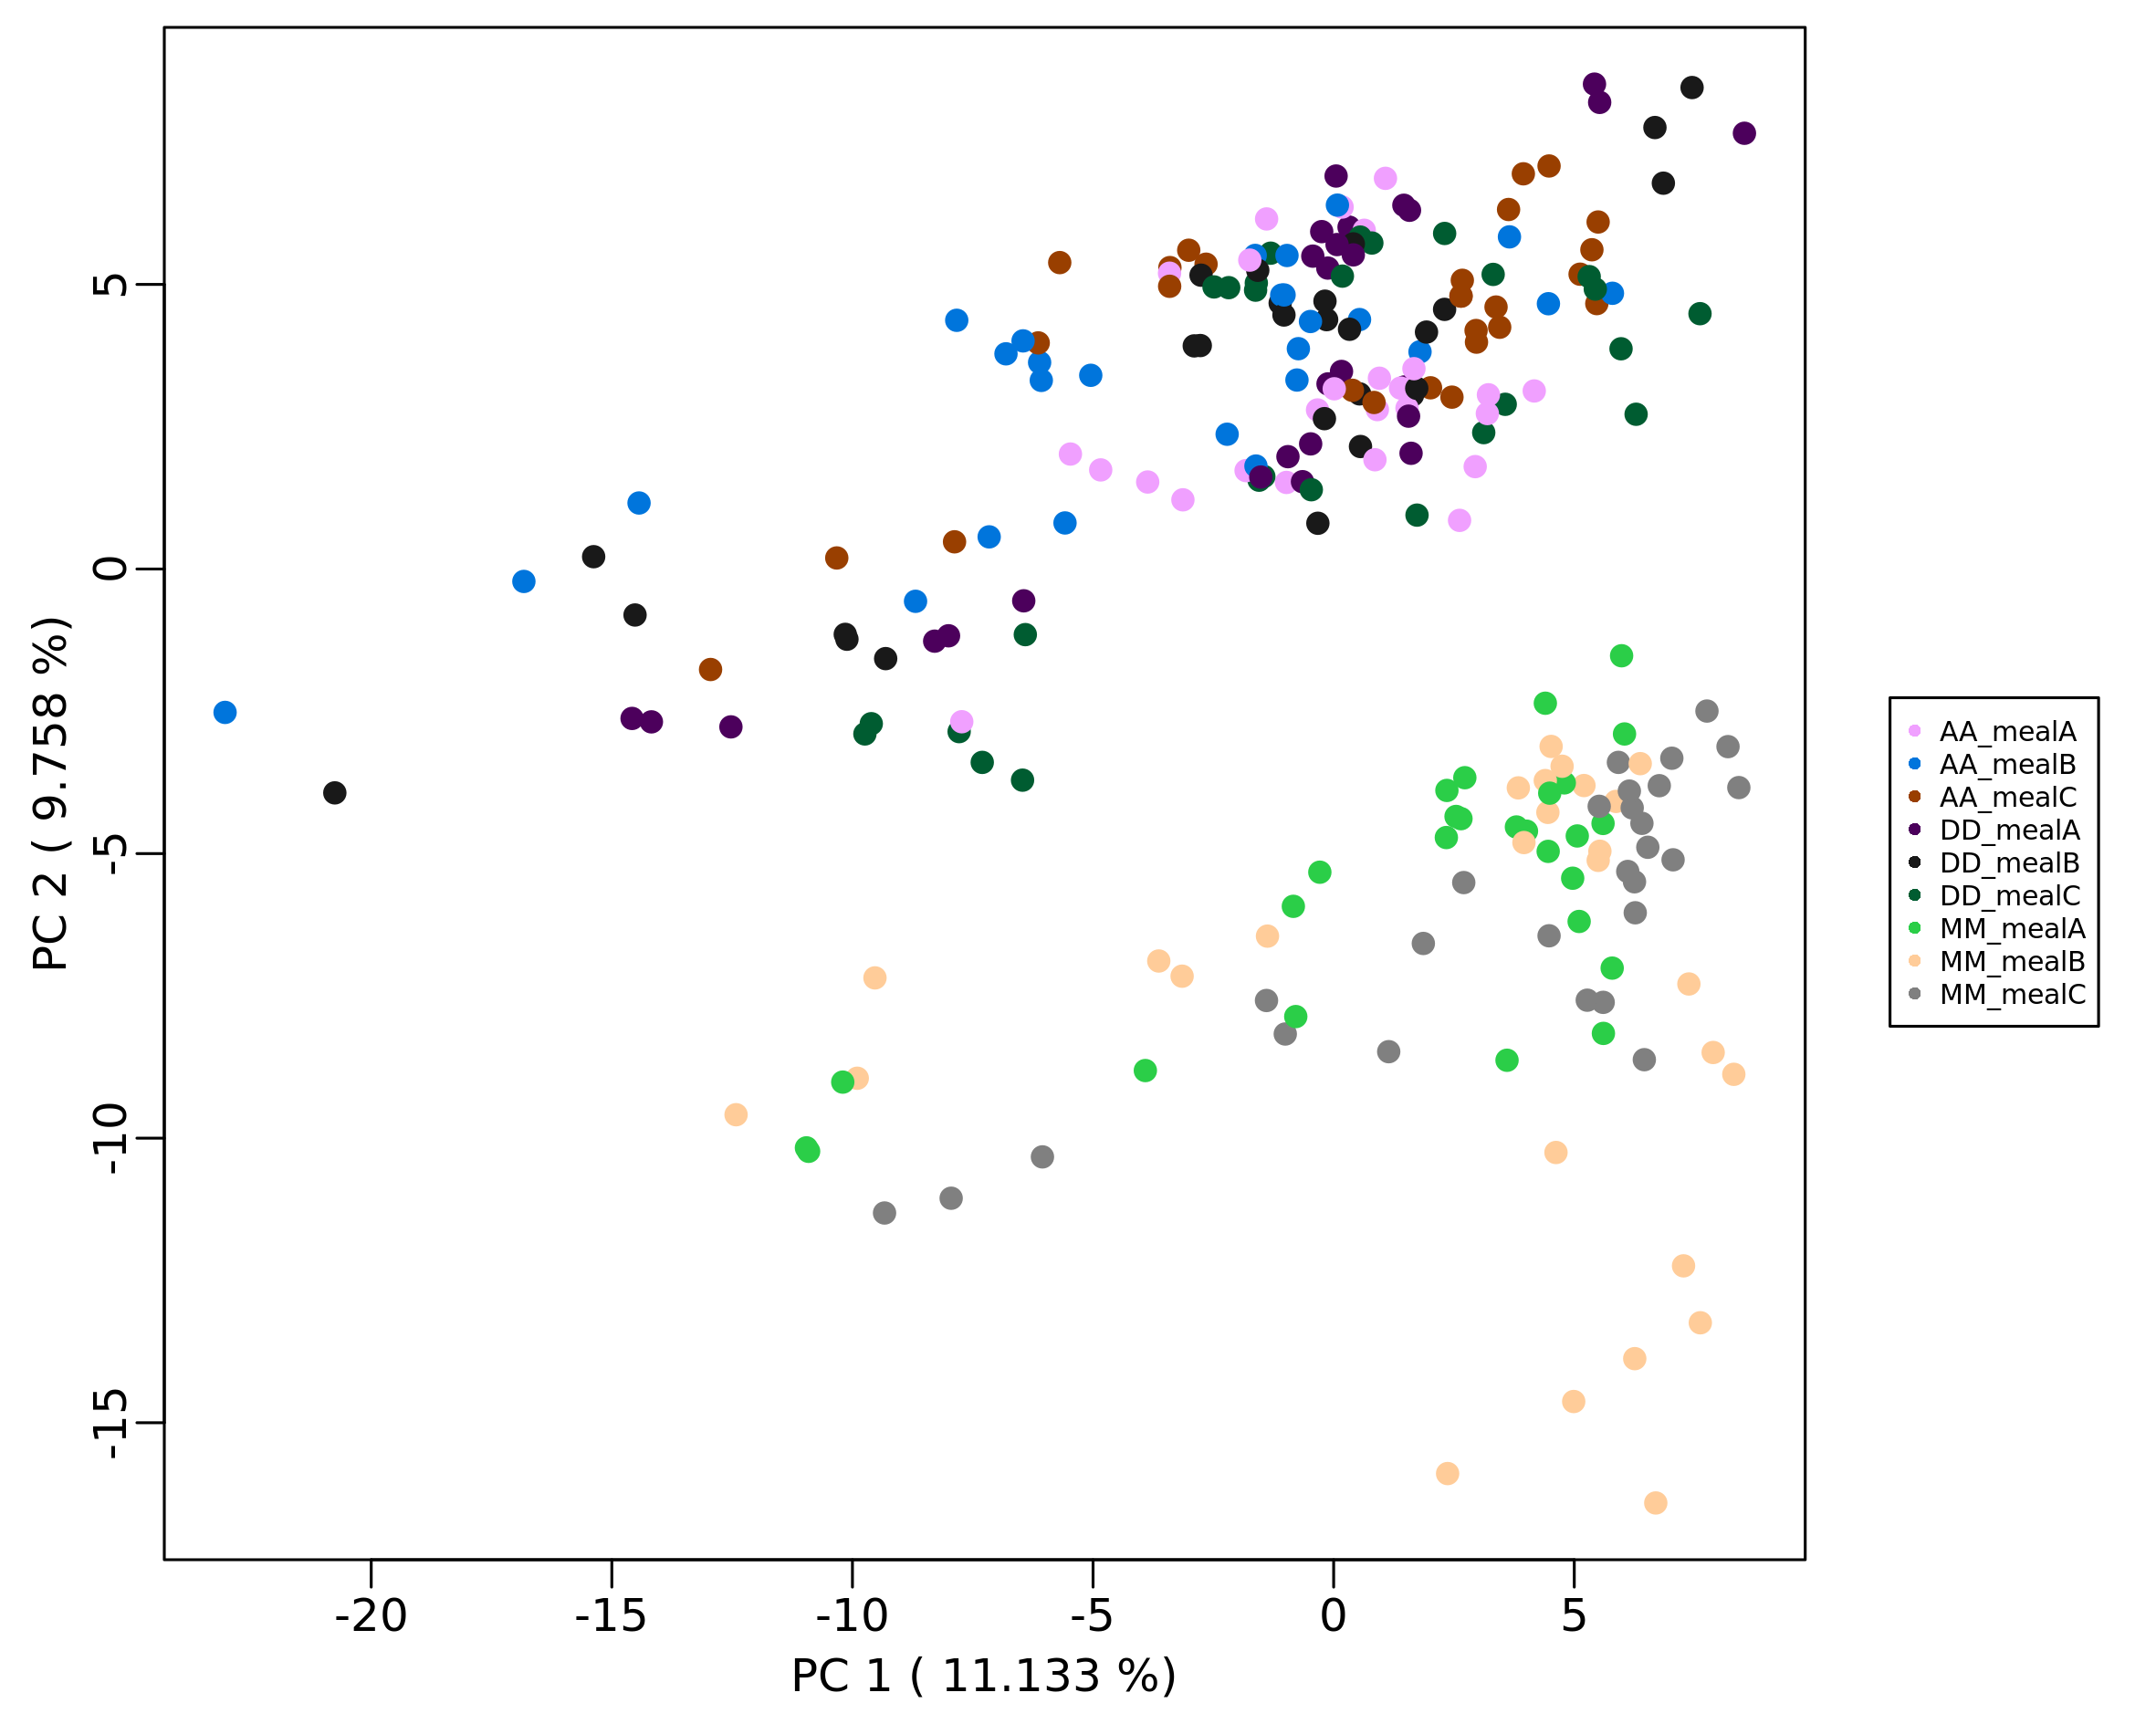 5
0
-5
-10
-15
PC 2 ( 9.758 %)
-20 -15 -10 -5 0 5
PC 1 ( 11.133 %)
AA_mealA
AA_mealB
AA_mealC
DD_mealA
DD_mealB
DD_mealC
MM_mealA
MM_mealB
MM_mealC